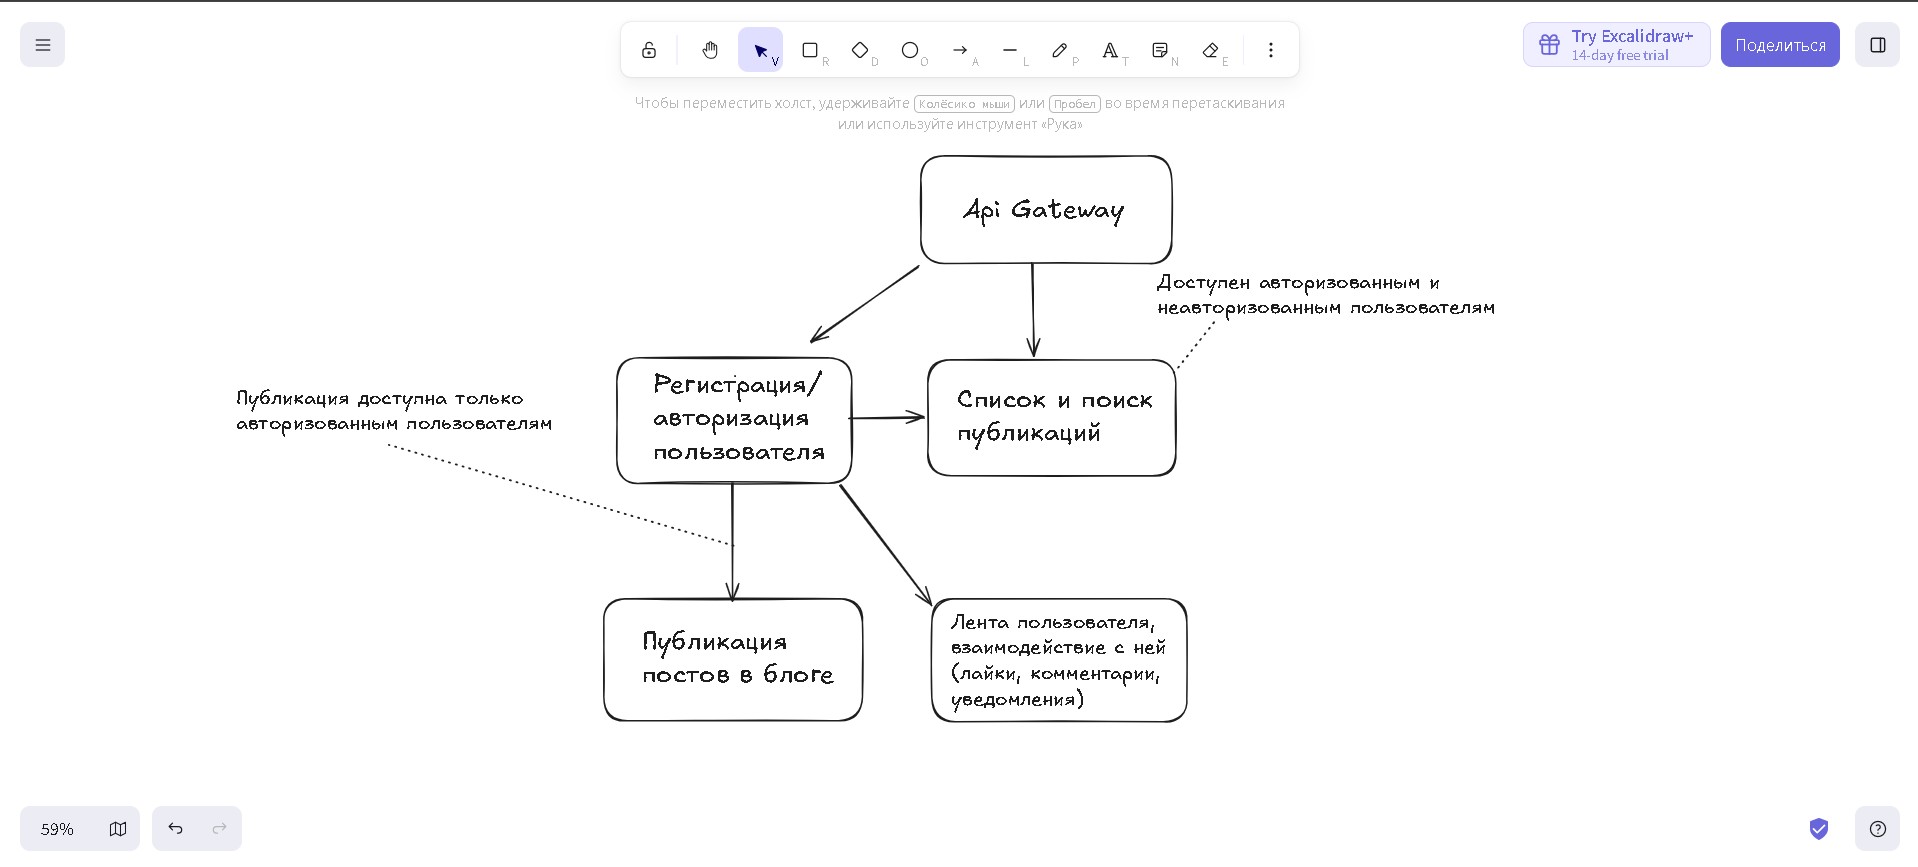 V
R
D
O
A
L
P
T
N
E
Try Excalidraw+
14-day free trial
Поделиться
Чтобы переместить холст, удерживайте Колёсико мыши или Пробел во время перетаскивания
или используйте инструмент «Рука»
Api Gateway
Доступен авторизованным и
неавторизованным пользователям
Публикация доступна только
авторизованным пользователям
Регистрация/
авторизация
пользователя
Список и поиск
публикаций
Публикация
постов в блоге
Лента пользователя,
взаимодействие с ней
(лайки, комментарии,
уведомления)
59%